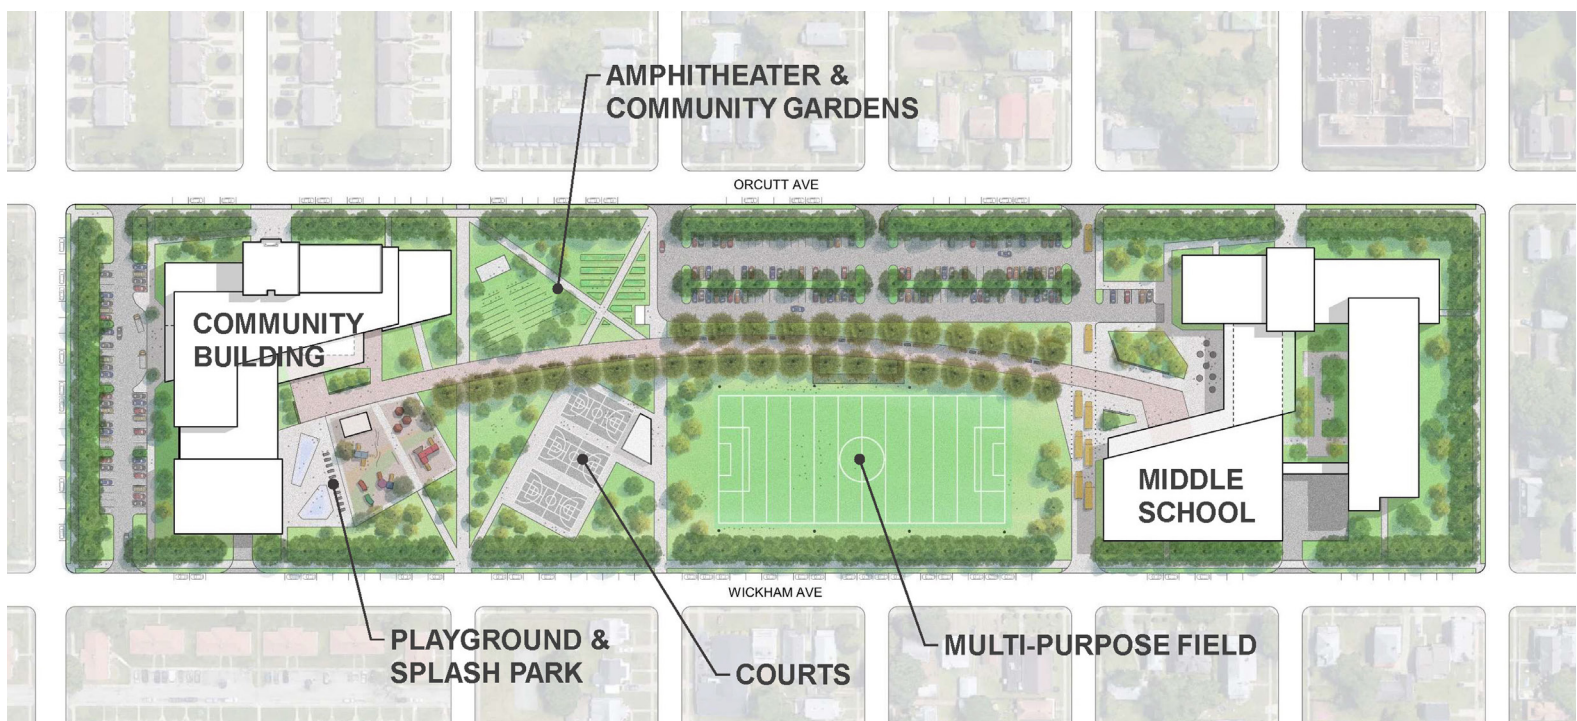 AMPHITHEATER &
COMMUNITY GARDENS
ORCUTT AVE
COMMUNITY
BUILDING
MIDDLE
SCHOOL
WICKHAM AVE
PLAYGROUND &
SPLASH PARK
COURTS
MULTI-PURPOSE FIELD